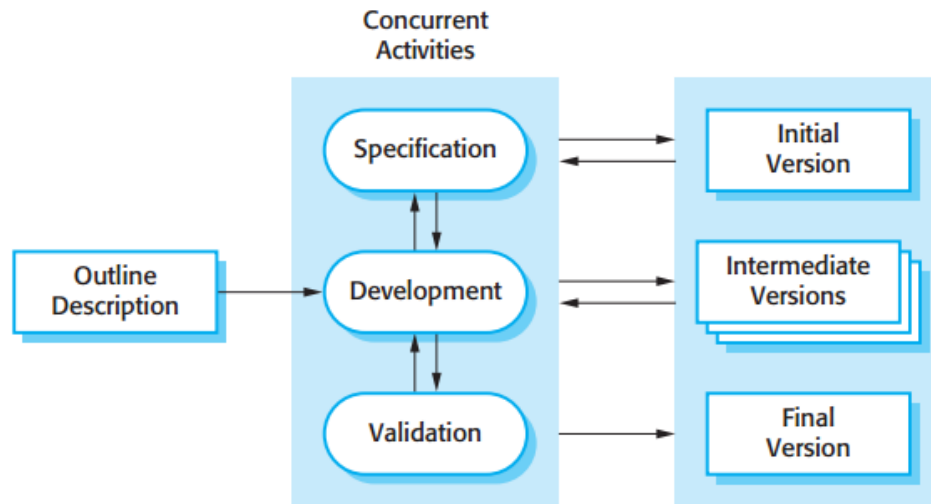 Concurrent
Activities
Specification
Initial
Version
Outline
Description
Development
Intermediate
Versions
Validation
Final
Version